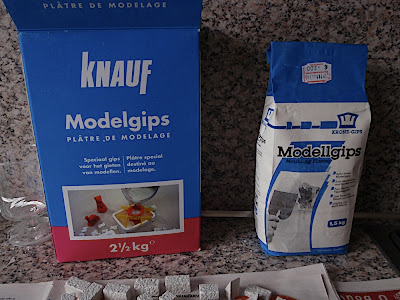 PLÂTRE DE MODELAGE
KNAUF
Modelgips
PLÂTRE DE MODELAGE
Speciaal gips
voor het gieten
van modellen.
Plâtre spécial
destiné au
modelage.
2½ kg e
KRONE-GIPS
Modellgips
1,5 kg